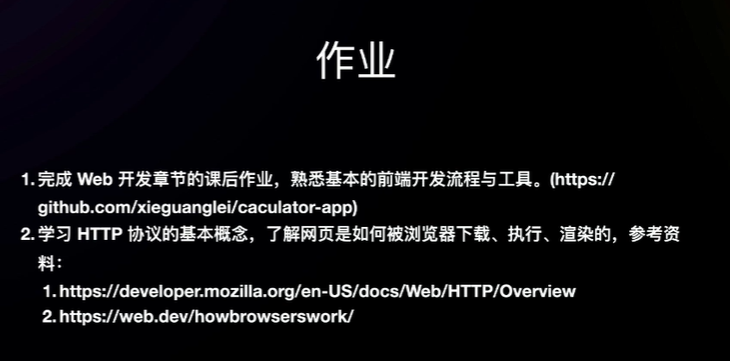 作业
1. 完成 Web 开发章节的课后作业，熟悉基本的前端开发流程与工具。(https://
github.com/xieguanglei/caculator-app)
2. 学习 HTTP 协议的基本概念，了解网页是如何被浏览器下载、执行、渲染的，参考资
料：
1. https://developer.mozilla.org/en-US/docs/Web/HTTP/Overview
2. https://web.dev/howbrowserswork/